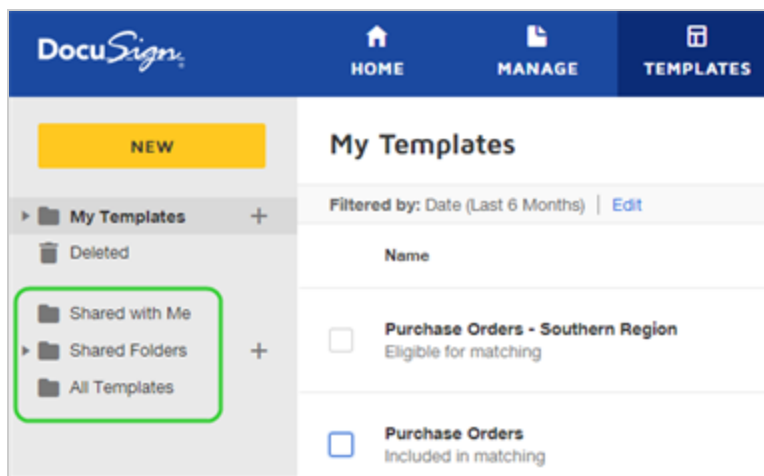 DocuSign
HOME
MANAGE
TEMPLATES
NEW
My Templates
Deleted
Shared with Me
Shared Folders
All Templates
My Templates
Filtered by: Date (Last 6 Months) | Edit
Name
Purchase Orders - Southern Region
Eligible for matching
Purchase Orders
Included in matching